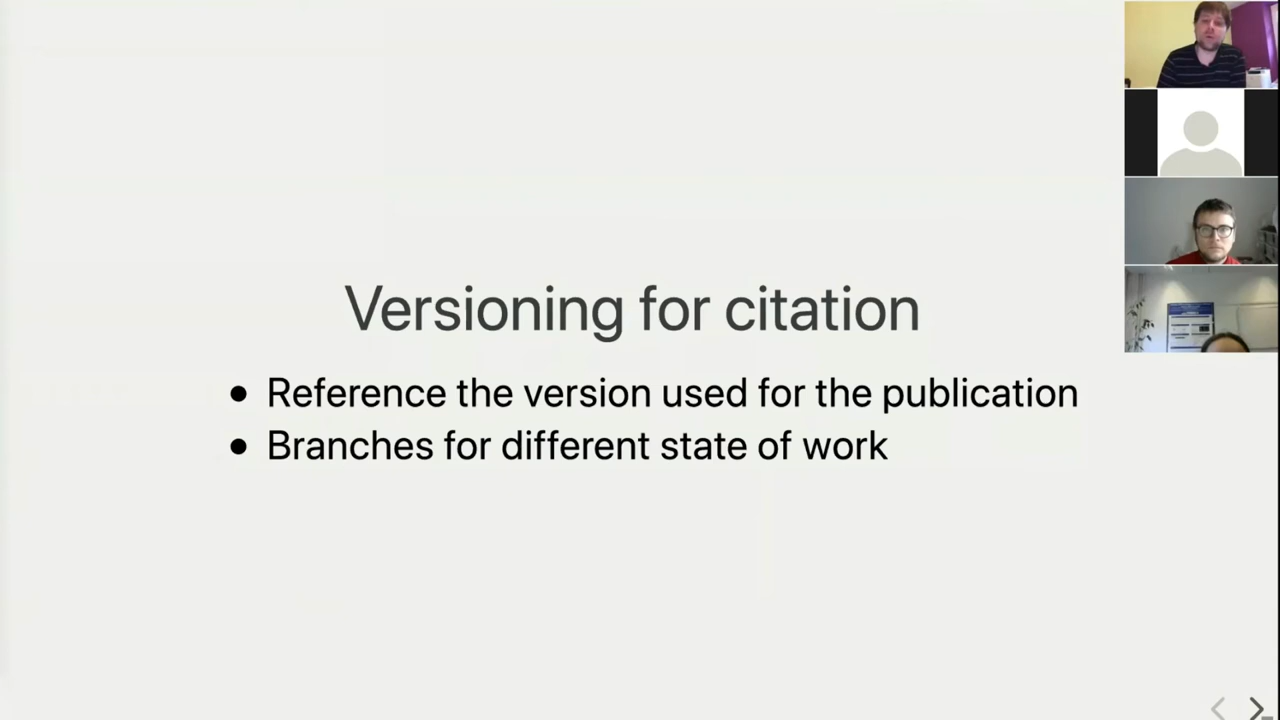 Versioning for citation
Reference the version used for the publication
Branches for different state of work